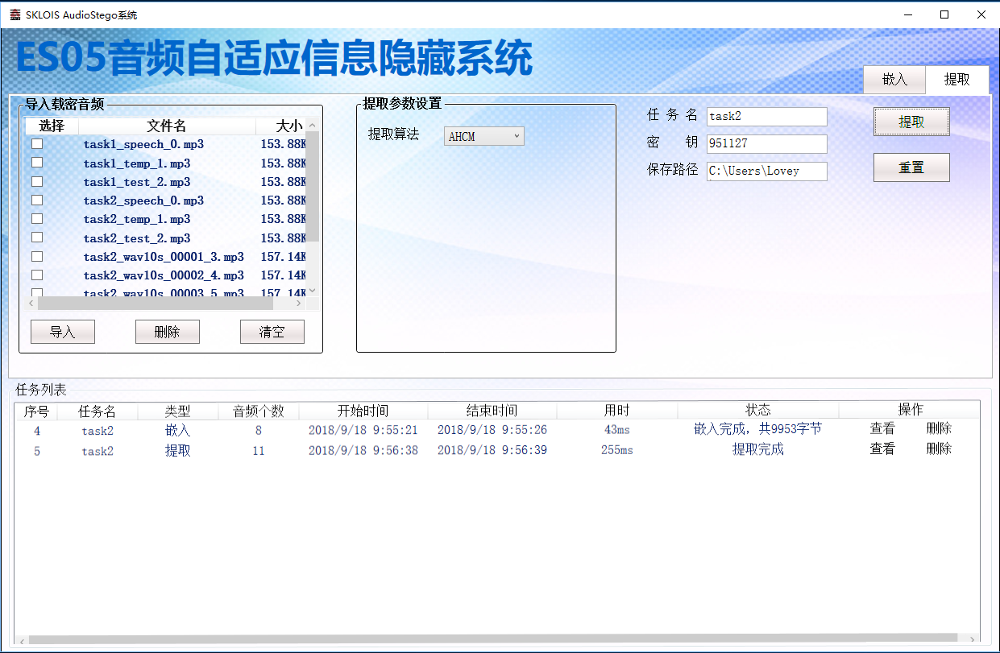 SKLOIS AudioStego系统
ES05音频自适应信息隐藏系统
嵌入 提取
导入载密音频
选择 文件名 大小
task1_speech_0.mp3 153.88K
task1_temp_1.mp3 153.88K
task1_test_2.mp3 153.88K
task2_speech_0.mp3 153.88K
task2_temp_1.mp3 153.88K
task2_test_2.mp3 153.88K
task2_wav10s_00001_3.mp3 157.14K
task2_wav10s_00002_4.mp3 157.14K
task2_wav10s_00003_5.mp3 157.14K
导入 删除 清空
提取参数设置
提取算法 AHCM
任务名 task2
密钥 951127
保存路径 C:\Users\Lovey
提取
重置
任务列表
序号 任务名 类型 音频个数 开始时间 结束时间 用时 状态 操作
4 task2 嵌入 8 2018/9/18 9:55:21 2018/9/18 9:55:26 43ms 嵌入完成，共9953字节 查看 删除
5 task2 提取 11 2018/9/18 9:56:38 2018/9/18 9:56:39 255ms 提取完成 查看 删除